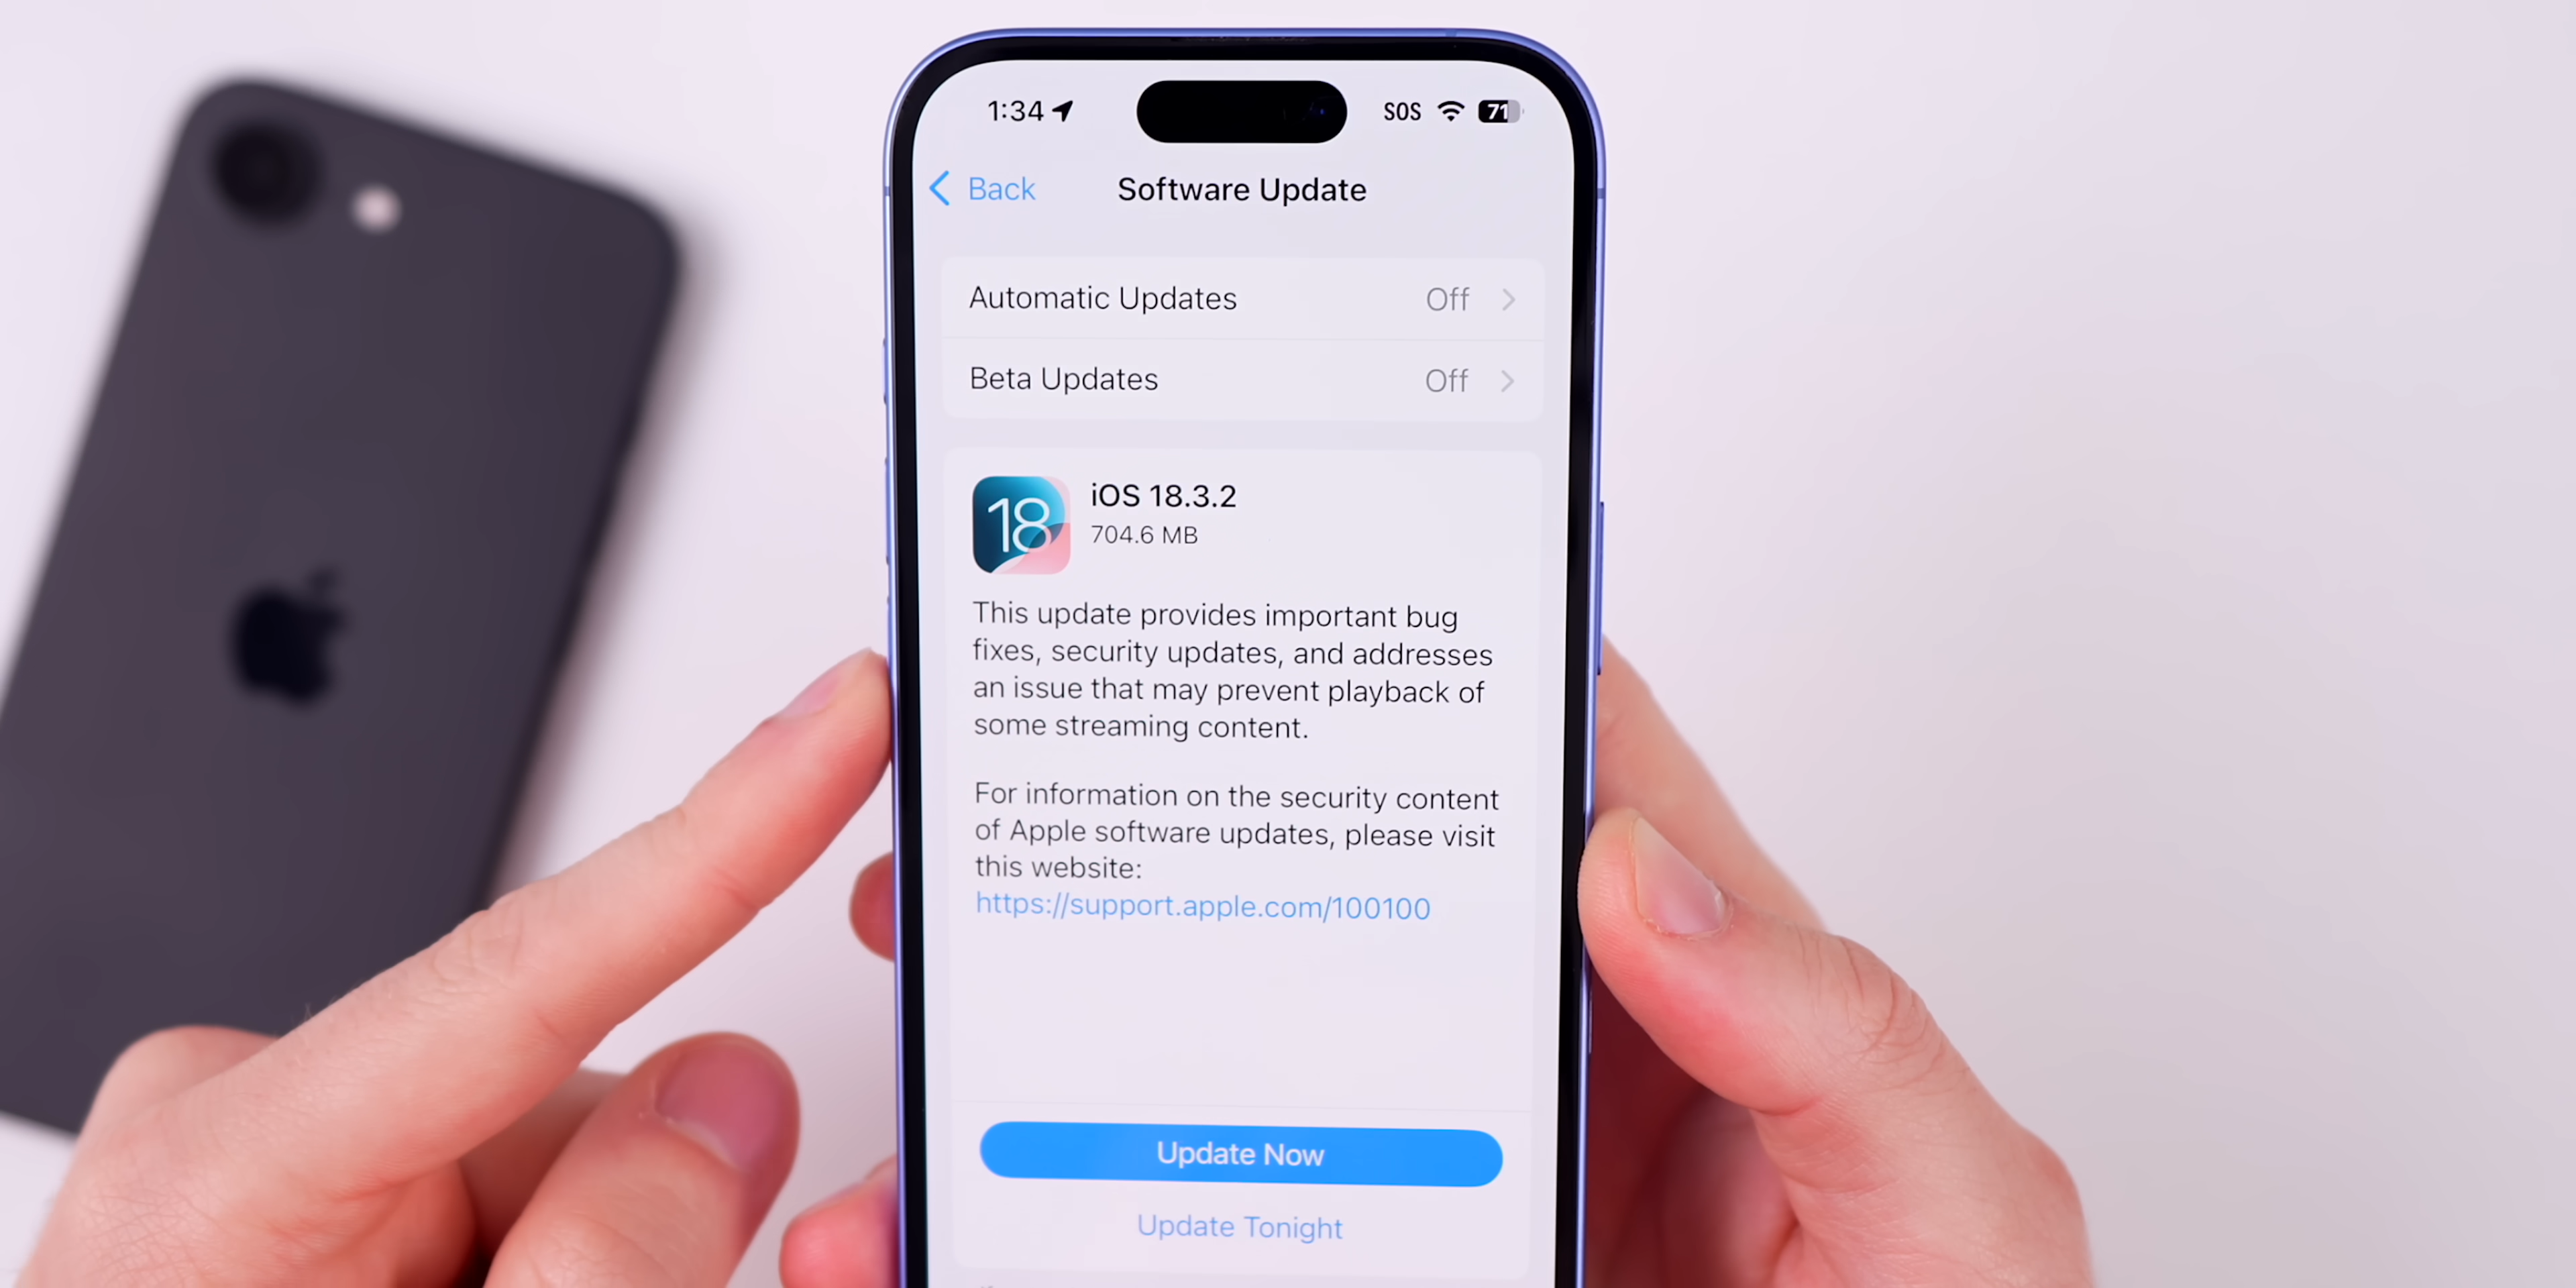 1:34 SOS 71
Back Software Update
Automatic Updates Off
Beta Updates Off
18 iOS 18.3.2
704.6 MB
This update provides important bug
fixes, security updates, and addresses
an issue that may prevent playback of
some streaming content.
For information on the security content
of Apple software updates, please visit
this website:
https://support.apple.com/100100
Update Now
Update Tonight